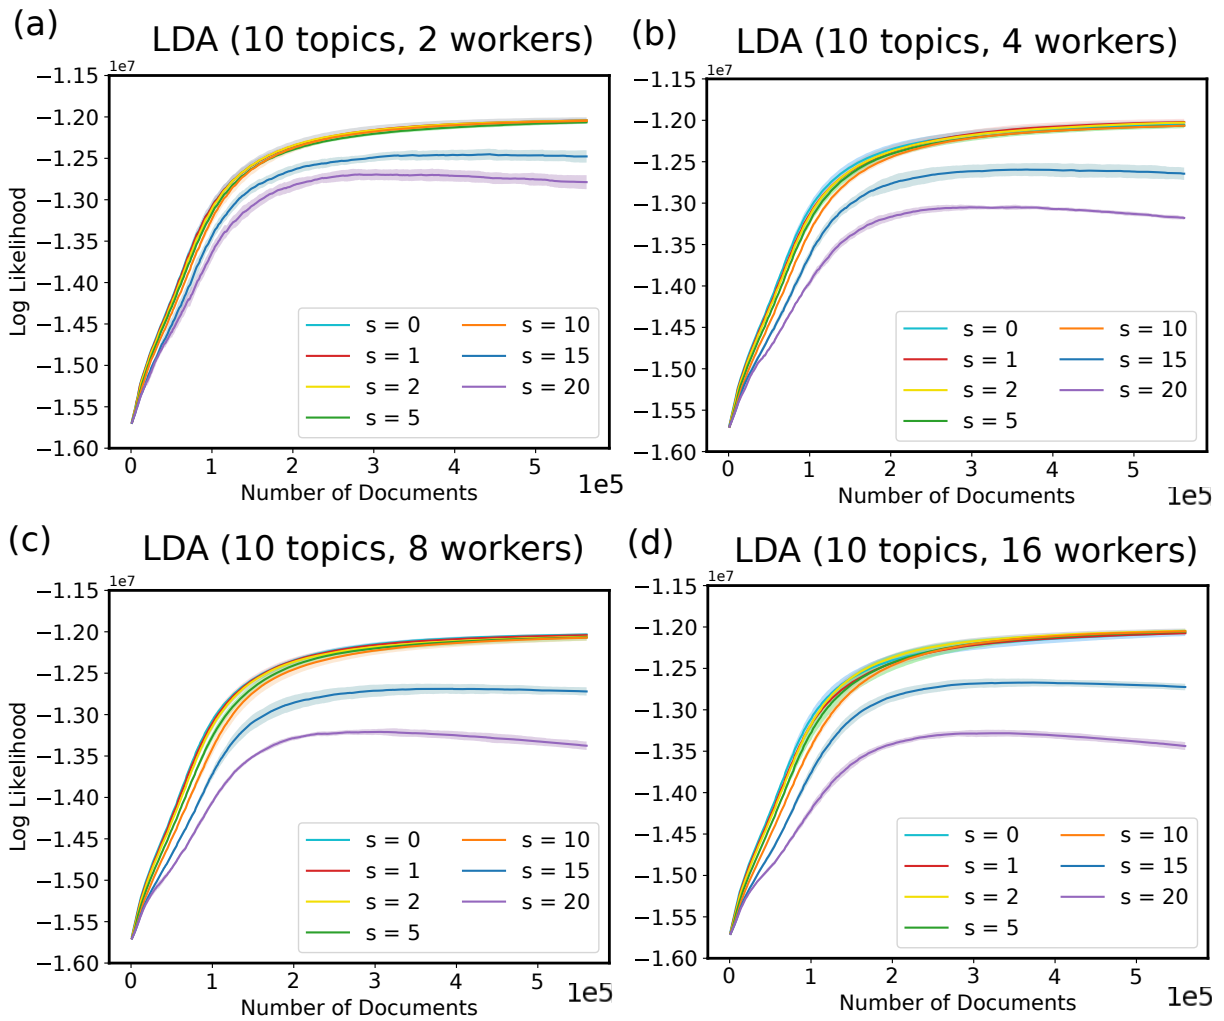 (a)
LDA (10 topics, 2 workers)
1e7
−1.15
−1.20
−1.25
−1.30
−1.35
−1.40
−1.45
−1.50
−1.55
−1.60
Log Likelihood
s = 0
s = 1
s = 2
s = 5
s = 10
s = 15
s = 20
0 1 2 3 4 5
Number of Documents
1e5
(b)
LDA (10 topics, 4 workers)
1e7
−1.15
−1.20
−1.25
−1.30
−1.35
−1.40
−1.45
−1.50
−1.55
−1.60
s = 0
s = 1
s = 2
s = 5
s = 10
s = 15
s = 20
0 1 2 3 4 5
Number of Documents
1e5
(c)
LDA (10 topics, 8 workers)
1e7
−1.15
−1.20
−1.25
−1.30
−1.35
−1.40
−1.45
−1.50
−1.55
−1.60
Log Likelihood
s = 0
s = 1
s = 2
s = 5
s = 10
s = 15
s = 20
0 1 2 3 4 5
Number of Documents
1e5
(d)
LDA (10 topics, 16 workers)
1e7
−1.15
−1.20
−1.25
−1.30
−1.35
−1.40
−1.45
−1.50
−1.55
−1.60
s = 0
s = 1
s = 2
s = 5
s = 10
s = 15
s = 20
0 1 2 3 4 5
Number of Documents
1e5